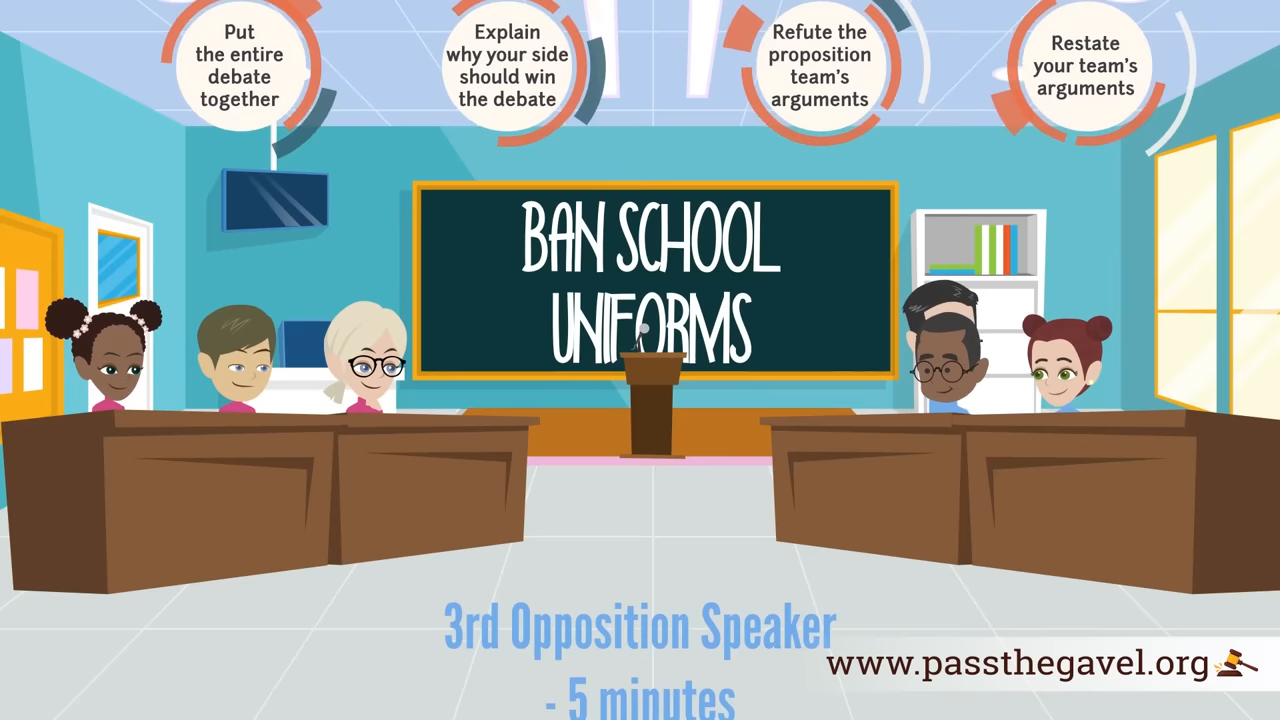 Put
the entire
debate
together
Explain
why your side
should win
the debate
Refute the
proposition
team's
arguments
Restate
your team's
arguments
BAN SCHOOL
UNIFORMS
3rd Opposition Speaker
- 5 minutes
www.passthegavel.org